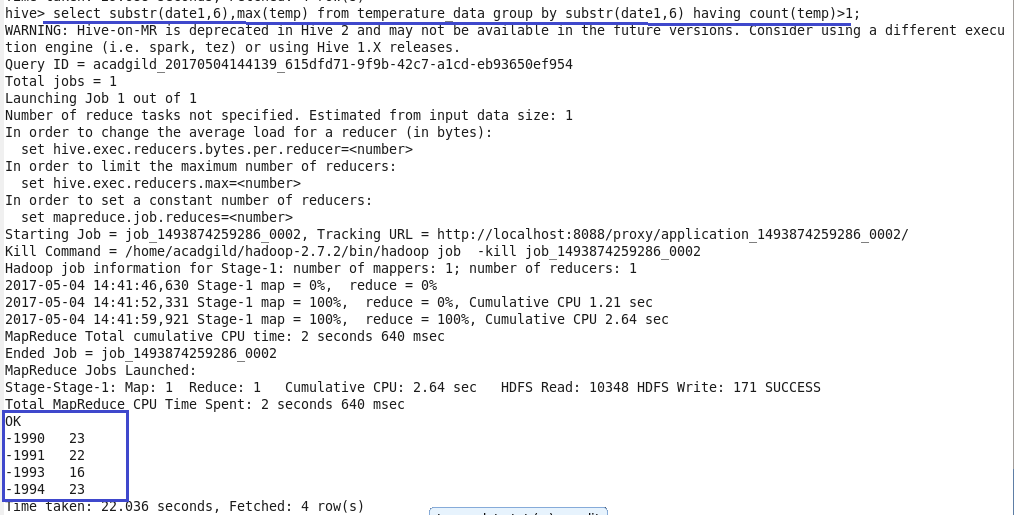 hive> select substr(date1,6),max(temp) from temperature_data group by substr(date1,6) having count(temp)>1;
WARNING: Hive-on-MR is deprecated in Hive 2 and may not be available in the future versions. Consider using a different execu
tion engine (i.e. spark, tez) or using Hive 1.X releases.
Query ID = acadgild_20170504144139_615dfd71-9f9b-42c7-a1cd-eb93650ef954
Total jobs = 1
Launching Job 1 out of 1
Number of reduce tasks not specified. Estimated from input data size: 1
In order to change the average load for a reducer (in bytes):
  set hive.exec.reducers.bytes.per.reducer=<number>
In order to limit the maximum number of reducers:
  set hive.exec.reducers.max=<number>
In order to set a constant number of reducers:
  set mapreduce.job.reduces=<number>
Starting Job = job_1493874259286_0002, Tracking URL = http://localhost:8088/proxy/application_1493874259286_0002/
Kill Command = /home/acadgild/hadoop-2.7.2/bin/hadoop job  -kill job_1493874259286_0002
Hadoop job information for Stage-1: number of mappers: 1; number of reducers: 1
2017-05-04 14:41:46,630 Stage-1 map = 0%,  reduce = 0%
2017-05-04 14:41:52,331 Stage-1 map = 100%,  reduce = 0%, Cumulative CPU 1.21 sec
2017-05-04 14:41:59,921 Stage-1 map = 100%,  reduce = 100%, Cumulative CPU 2.64 sec
MapReduce Total cumulative CPU time: 2 seconds 640 msec
Ended Job = job_1493874259286_0002
MapReduce Jobs Launched:
Stage-Stage-1: Map: 1  Reduce: 1   Cumulative CPU: 2.64 sec   HDFS Read: 10348 HDFS Write: 171 SUCCESS
Total MapReduce CPU Time Spent: 2 seconds 640 msec
OK
-1990   23
-1991   22
-1993   16
-1994   23
Time taken: 22.036 seconds, Fetched: 4 row(s)